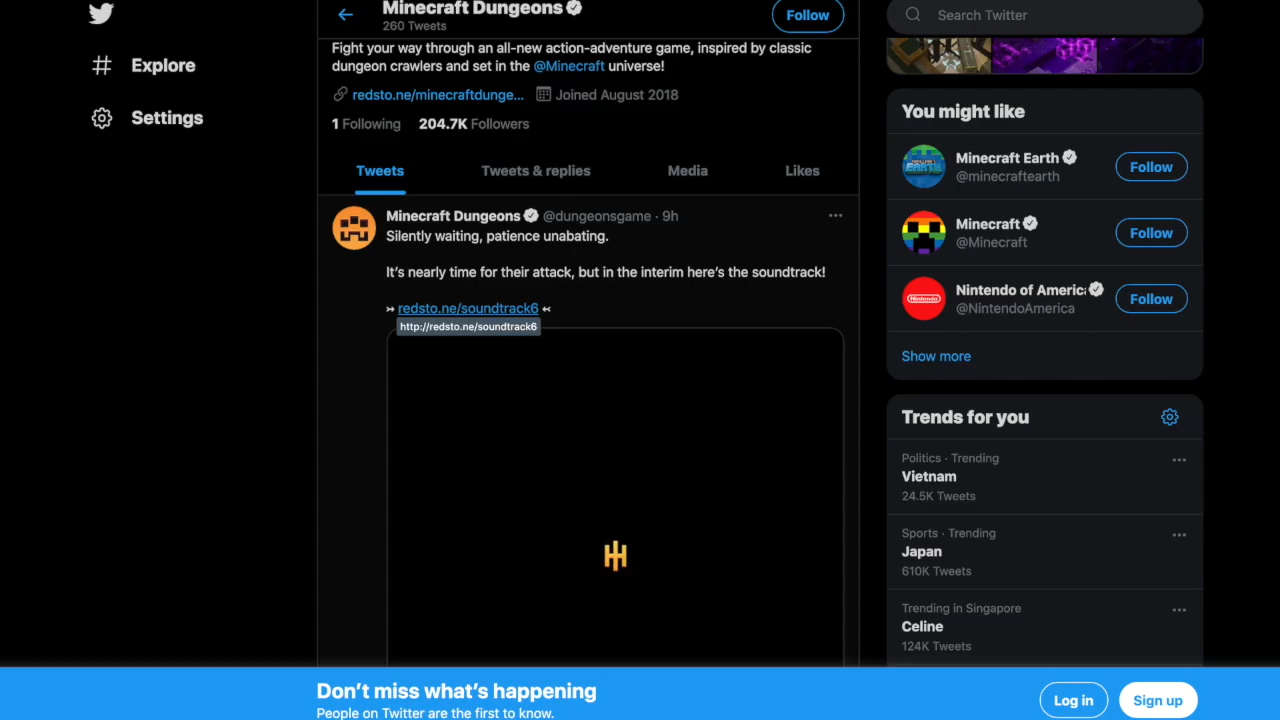 Explore
Settings
Minecraft Dungeons
260 Tweets
Follow
Fight your way through an all-new action-adventure game, inspired by classic
dungeon crawlers and set in the @Minecraft universe!
redsto.ne/minecraftdunge... Joined August 2018
1 Following 204.7K Followers
Tweets Tweets & replies Media Likes
Minecraft Dungeons @dungeonsgame · 9h
Silently waiting, patience unabating.
It's nearly time for their attack, but in the interim here's the soundtrack!
↣ redsto.ne/soundtrack6 ↢
http://redsto.ne/soundtrack6
Search Twitter
You might like
Minecraft Earth
@minecraftearth
Follow
Minecraft
@Minecraft
Follow
Nintendo of America
@NintendoAmerica
Follow
Show more
Trends for you
Politics · Trending
Vietnam
24.5K Tweets
Sports · Trending
Japan
610K Tweets
Trending in Singapore
Celine
124K Tweets
Don't miss what's happening
People on Twitter are the first to know.
Log in
Sign up